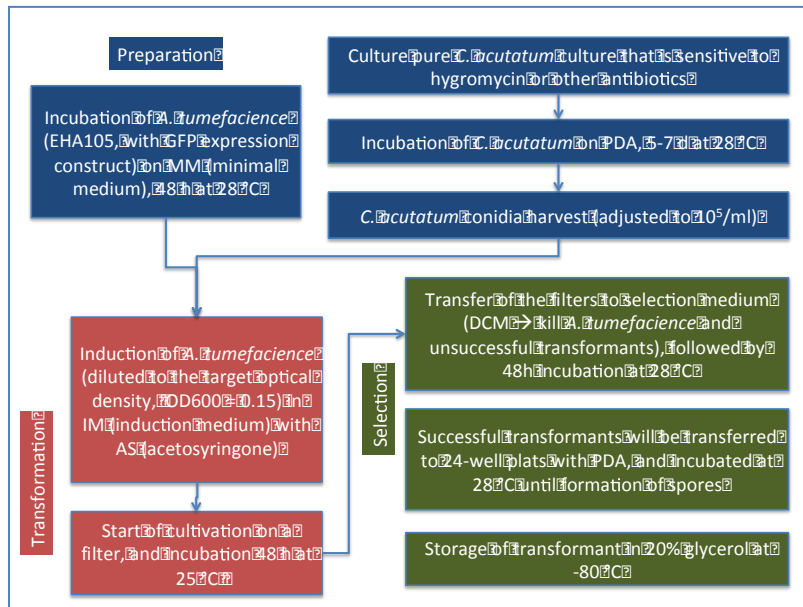 Preparation
Incubation of A. tumefacience
(EHA105, with GFP expression
construct) on MM (minimal
medium), 48 h at 28 °C
Culture pure C. acutatum culture that is sensitive to
hygromycin or other antibiotics
Incubation of C. acutatum on PDA, 5-7 d at 28 °C
C. acutatum conidia harvest (adjusted to 10⁵/ml)
Transformation
Induction of A. tumefacience
(diluted to the target optical
density, OD600 = 0.15) in
IM (induction medium) with
AS (acetosyringone)
Start of cultivation on a
filter, and incubation 48 h at
25 °C
Selection
Transfer of the filters to selection medium
(DCM → kill A. tumefacience and
unsuccessful transformants), followed by
48h incubation at 28 °C
Successful transformants will be transferred
to 24-well plats with PDA, and incubated at
28 °C until formation of spores
Storage of transformant in 20% glycerol at
-80 °C